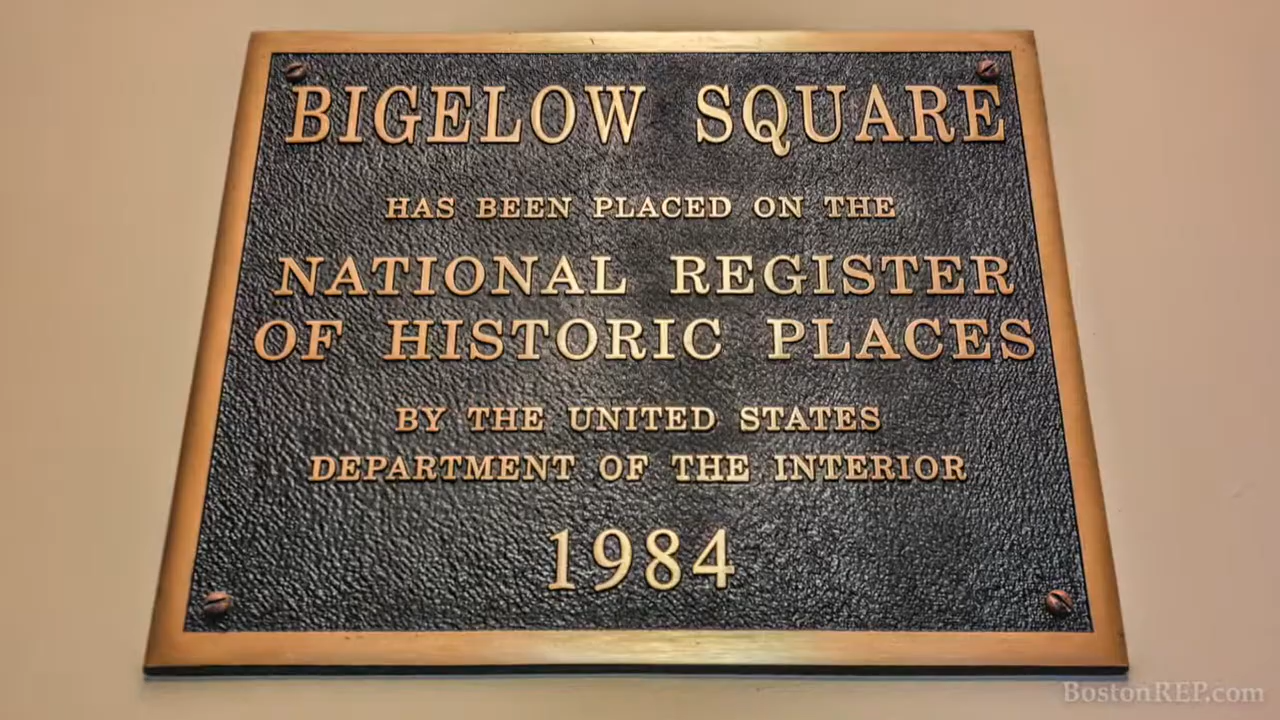 BIGELOW SQUARE
HAS BEEN PLACED ON THE
NATIONAL REGISTER
OF HISTORIC PLACES
BY THE UNITED STATES
DEPARTMENT OF THE INTERIOR
1984
BostonREP.com